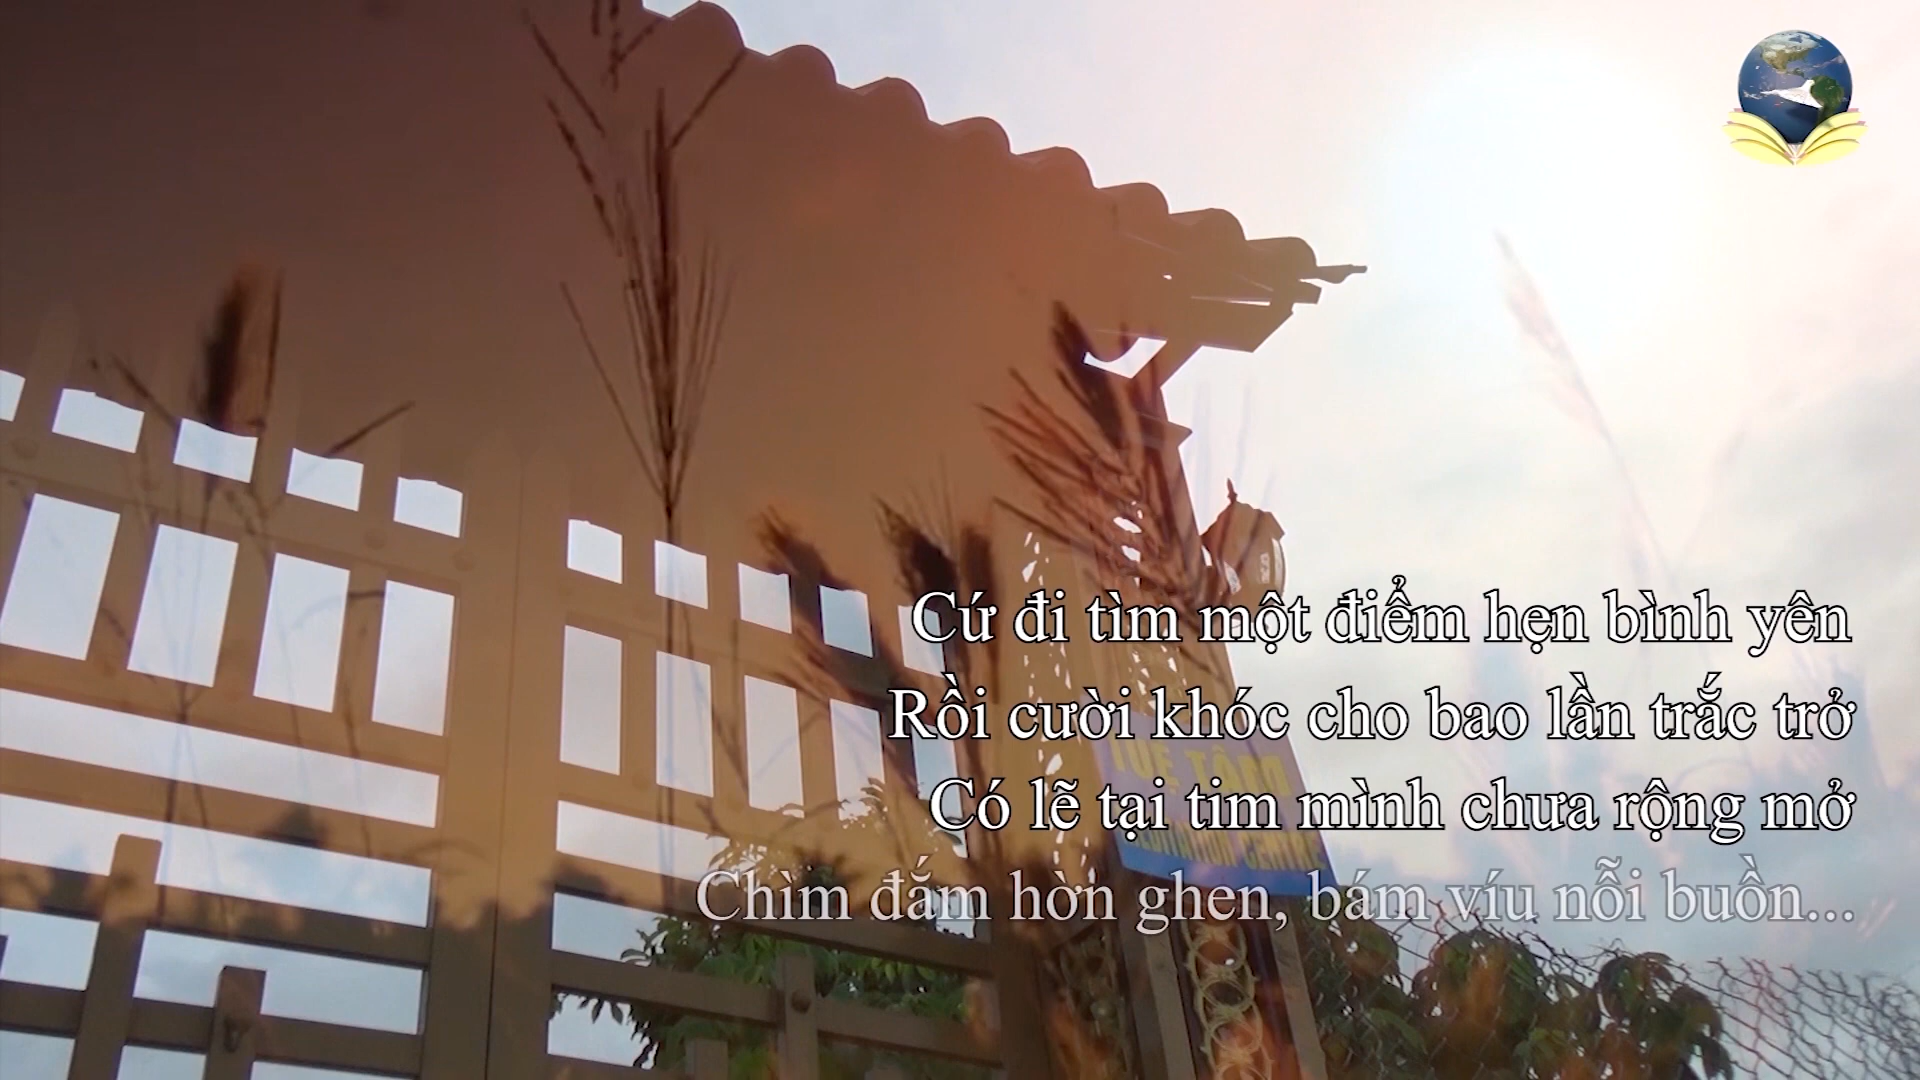 Cứ đi tìm một điểm hẹn bình yên
Rồi cười khóc cho bao lần trắc trở
Có lẽ tại tim mình chưa rộng mở
Chìm đắm hờn ghen, bám víu nỗi buồn...